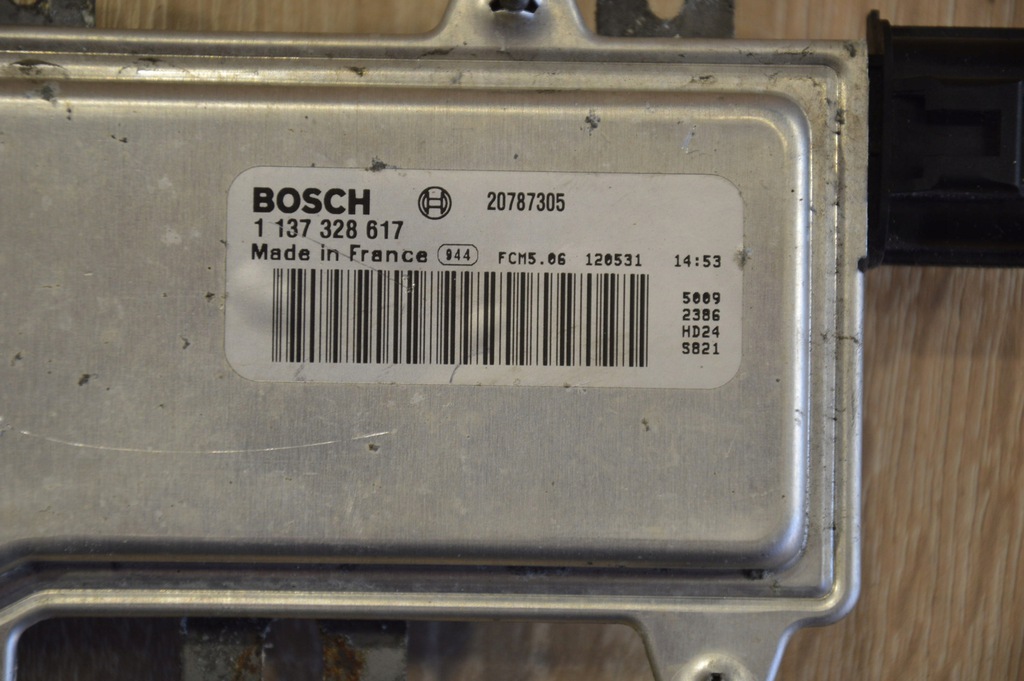 BOSCH 20787305
1 137 328 617
Made in France 944 FCM5.06 120531 14:53
5009
2386
HD24
S821